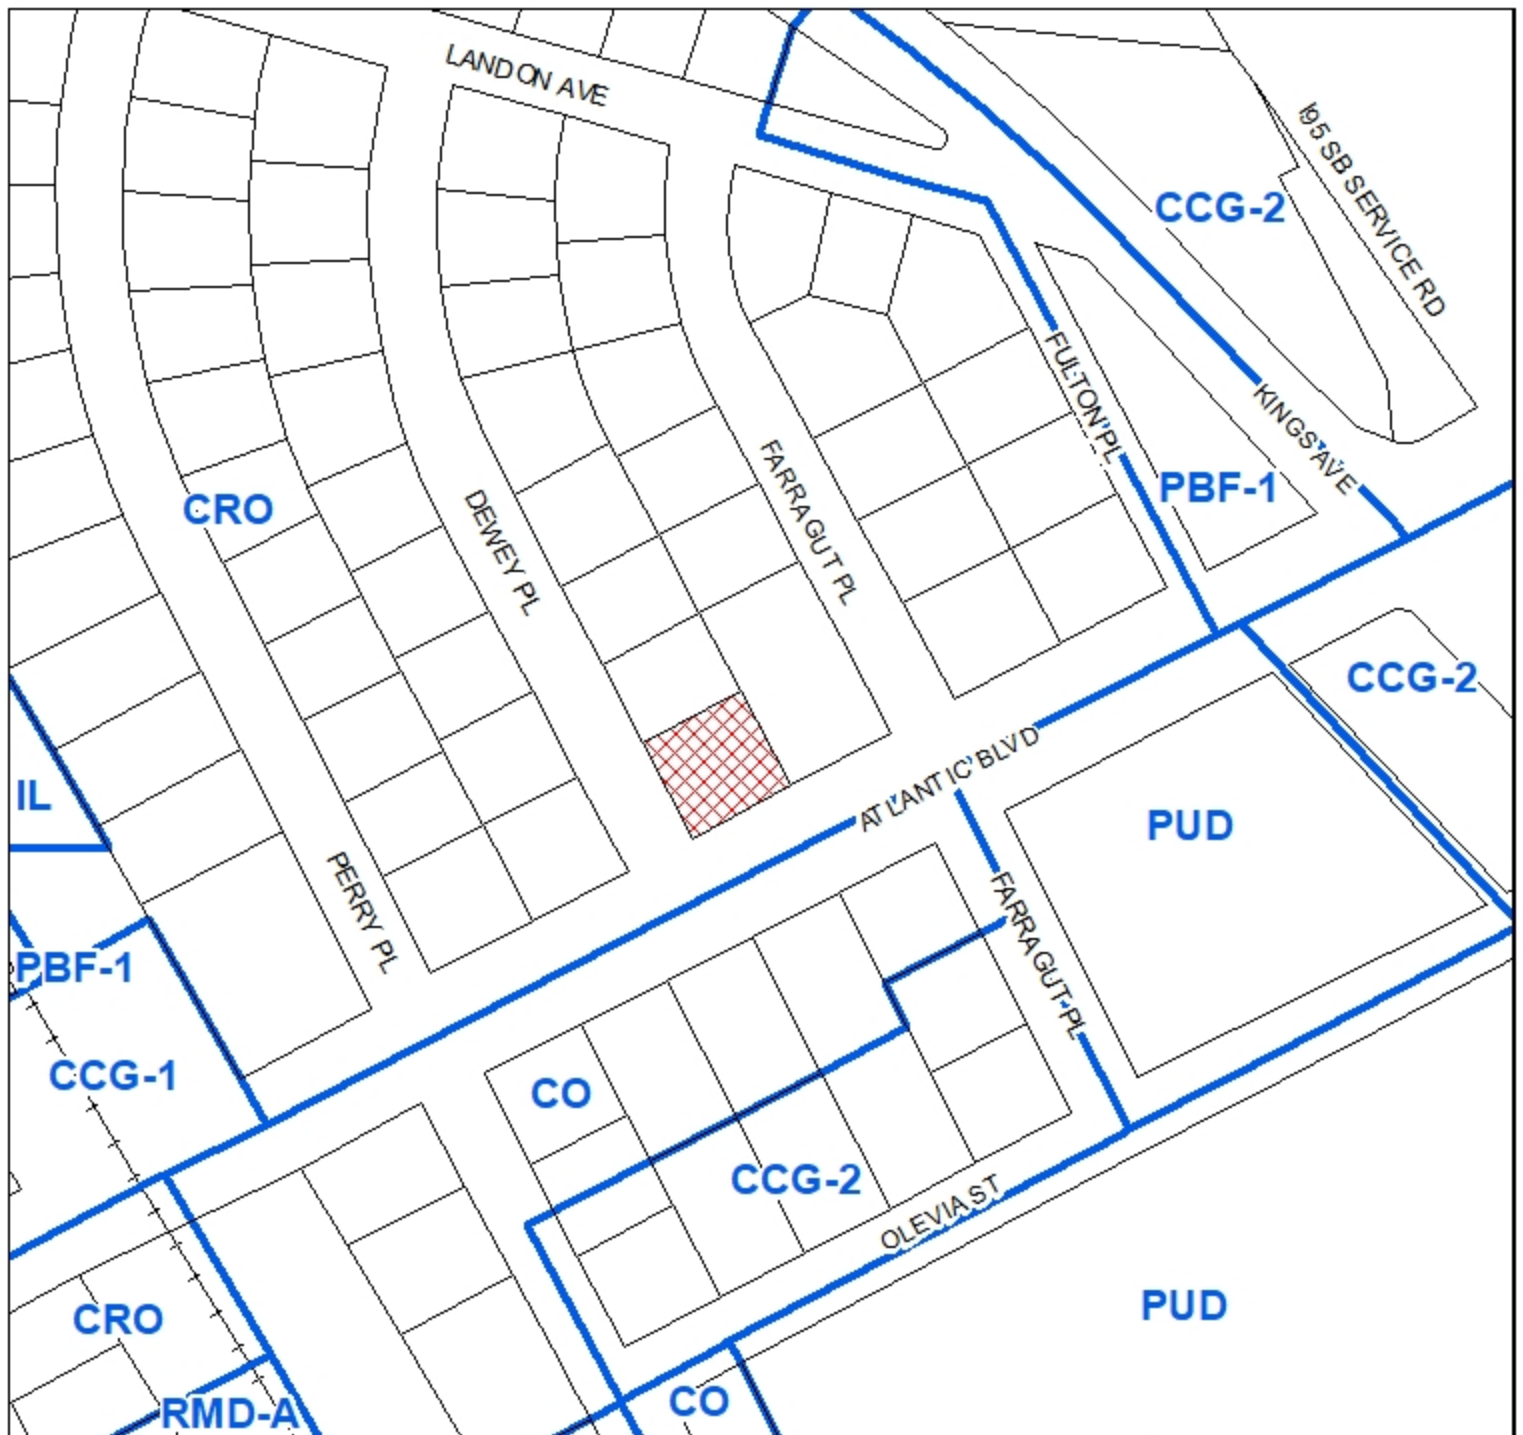 LANDON AVE
I95 SB SERVICE RD
CCG-2
FULTON PL
KINGS AVE
PBF-1
CRO
DEWEY PL
FARRAGUT PL
CCG-2
ATLANTIC BLVD
IL
PUD
PERRY PL
FARRAGUT PL
PBF-1
CCG-1
CO
CCG-2
OLEVIA ST
CRO
PUD
RMD-A
CO